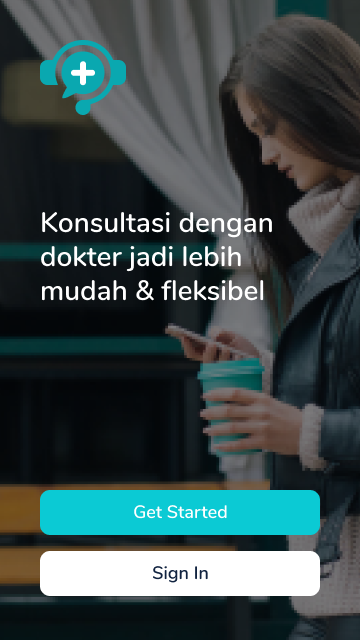 Konsultasi dengan
dokter jadi lebih
mudah & fleksibel
Get Started
Sign In